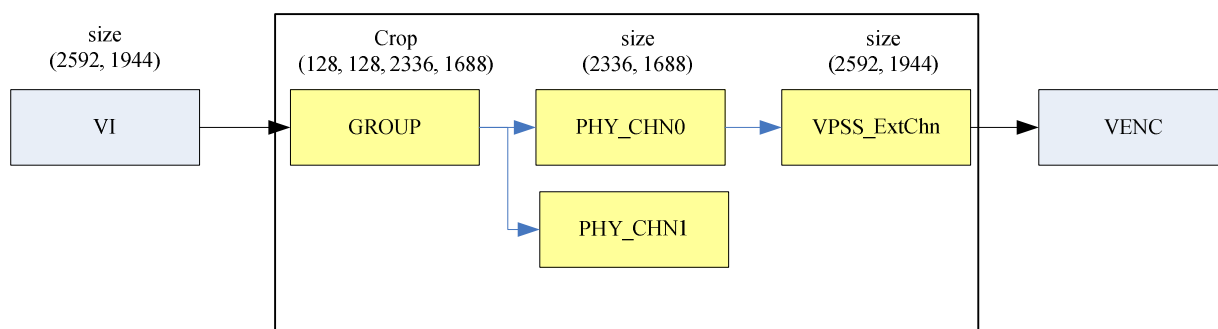 size
(2592, 1944)
Crop
(128, 128, 2336, 1688)
size
(2336, 1688)
size
(2592, 1944)
VI
GROUP
PHY_CHN0
VPSS_ExtChn
VENC
PHY_CHN1